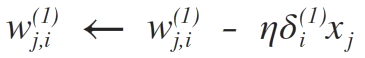 w_{j,i}^{(1)} ← w_{j,i}^{(1)} - ηδ_i^{(1)} x_j